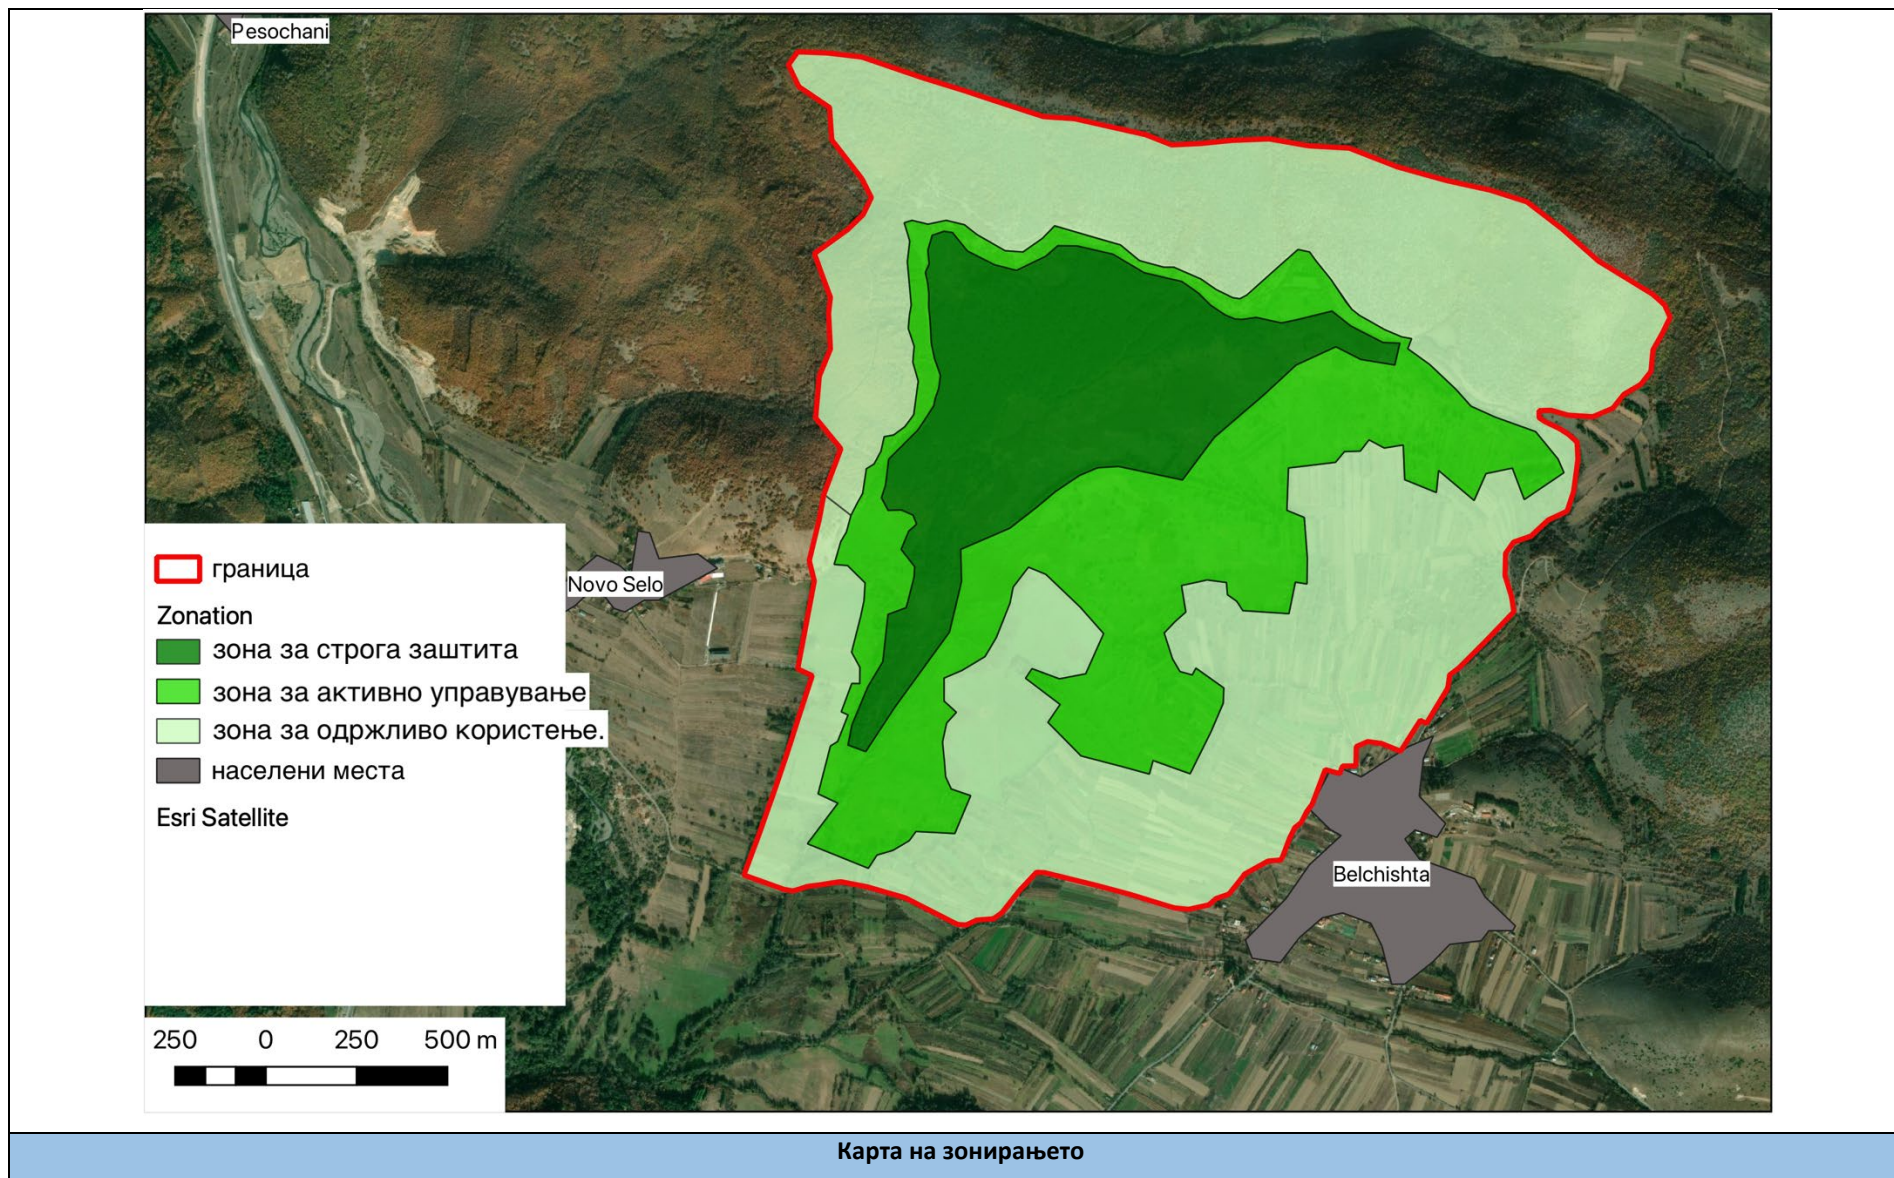 Pesochani
Novo Selo
граница
Zonation
зона за строга заштита
зона за активно управување
зона за одржливо користење.
населени места
Esri Satellite
Belchishta
250 0 250 500 m
Карта на зонирањето